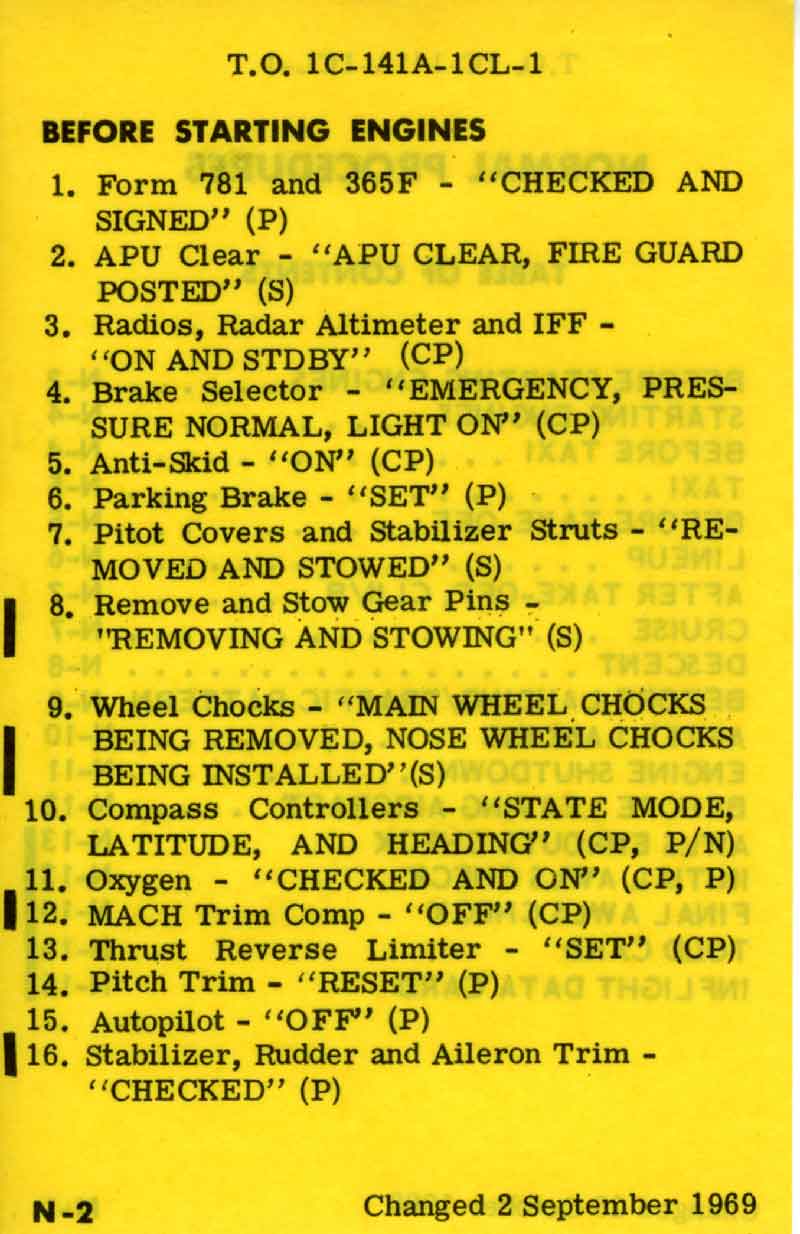 T.O. 1C-141A-1CL-1
BEFORE STARTING ENGINES
1. Form 781 and 365F - "CHECKED AND
SIGNED" (P)
2. APU Clear - "APU CLEAR, FIRE GUARD
POSTED" (S)
3. Radios, Radar Altimeter and IFF -
"ON AND STDBY" (CP)
4. Brake Selector - "EMERGENCY, PRES-
SURE NORMAL, LIGHT ON" (CP)
5. Anti-Skid - "ON" (CP)
6. Parking Brake - "SET" (P)
7. Pitot Covers and Stabilizer Struts - "RE-
MOVED AND STOWED" (S)
8. Remove and Stow Gear Pins -
"REMOVING AND STOWING" (S)
9. Wheel Chocks - "MAIN WHEEL CHOCKS
BEING REMOVED, NOSE WHEEL CHOCKS
BEING INSTALLED"(S)
10. Compass Controllers - "STATE MODE,
LATITUDE, AND HEADING" (CP, P/N)
11. Oxygen - "CHECKED AND ON" (CP, P)
12. MACH Trim Comp - "OFF" (CP)
13. Thrust Reverse Limiter - "SET" (CP)
14. Pitch Trim - "RESET" (P)
15. Autopilot - "OFF" (P)
16. Stabilizer, Rudder and Aileron Trim -
"CHECKED" (P)
N-2
Changed 2 September 1969